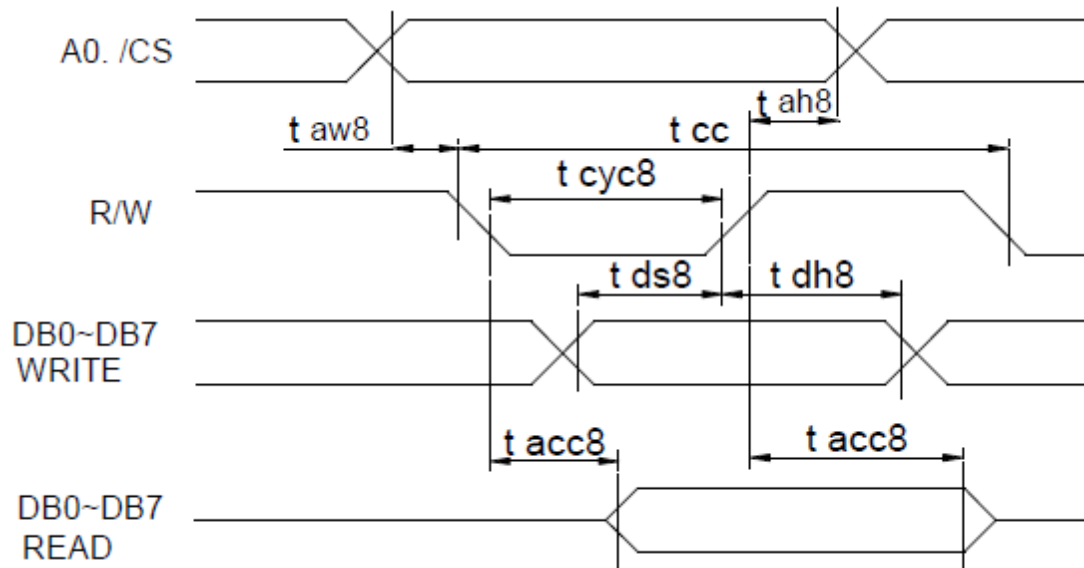 A0. /CS
t ah8
t aw8
t cc
t cyc8
R/W
t ds8
t dh8
DB0~DB7
WRITE
t acc8
t acc8
DB0~DB7
READ